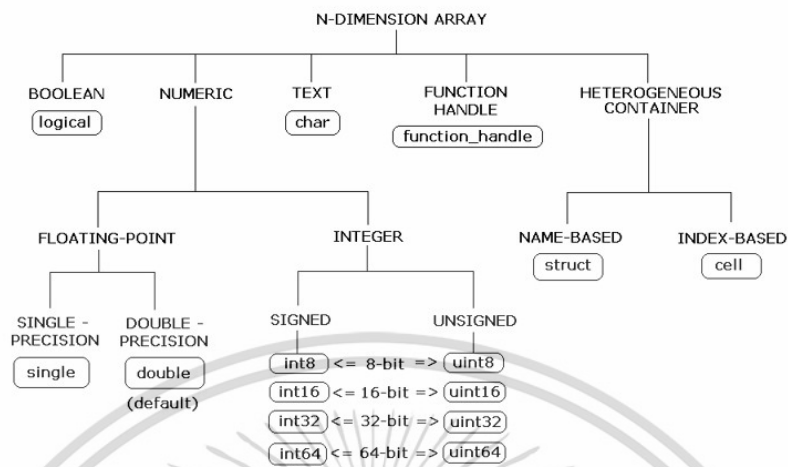 N-DIMENSION ARRAY
BOOLEAN NUMERIC TEXT FUNCTION HANDLE HETEROGENEOUS CONTAINER
logical char function_handle
FLOATING-POINT INTEGER NAME-BASED INDEX-BASED
struct cell
SINGLE - PRECISION DOUBLE - PRECISION SIGNED UNSIGNED
single double
(default)
int8 <= 8-bit => uint8
int16 <= 16-bit => uint16
int32 <= 32-bit => uint32
int64 <= 64-bit => uint64